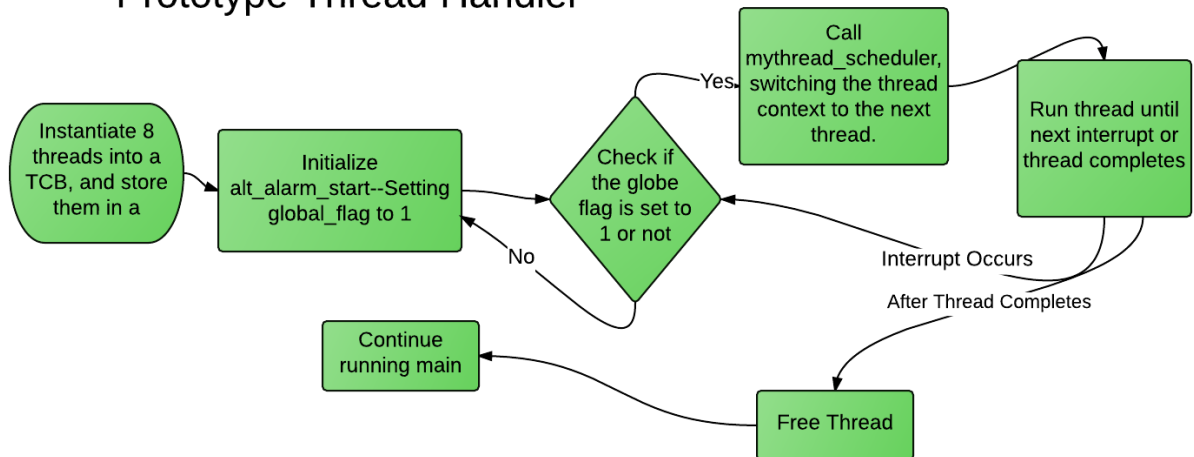 Prototype Thread Handler
Instantiate 8
threads into a
TCB, and store
them in a
Initialize
alt_alarm_start--Setting
global_flag to 1
Check if
the globe
flag is set to
1 or not
Yes
No
Call
mythread_scheduler,
switching the thread
context to the next
thread.
Run thread until
next interrupt or
thread completes
Interrupt Occurs
After Thread Completes
Free Thread
Continue
running main